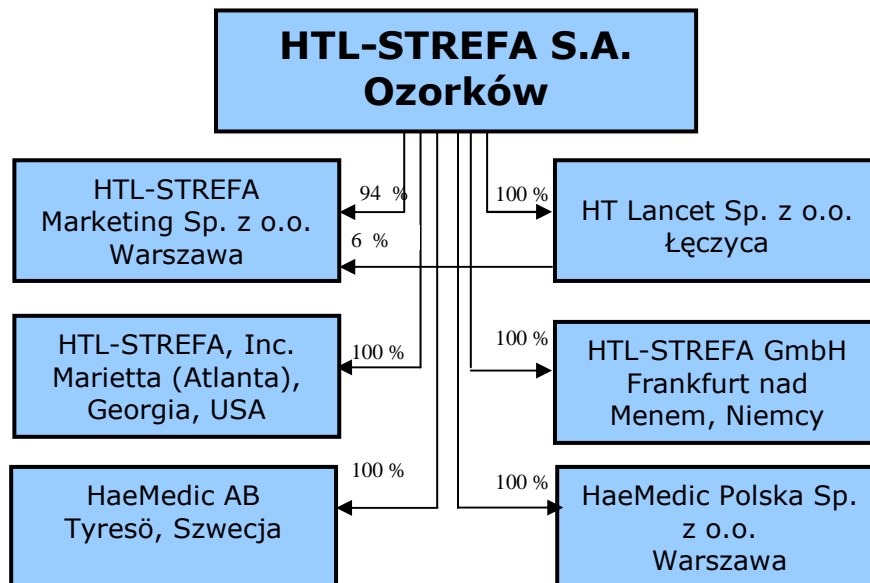 HTL-STREFA S.A.
Ozorków
HTL-STREFA
Marketing Sp. z o.o.
Warszawa
94 %
6 %
100 %
HT Lancet Sp. z o.o.
Łęczyca
HTL-STREFA, Inc.
Marietta (Atlanta),
Georgia, USA
100 %
100 %
HTL-STREFA GmbH
Frankfurt nad
Menem, Niemcy
HaeMedic AB
Tyresö, Szwecja
100 %
100 %
HaeMedic Polska Sp.
z o.o.
Warszawa